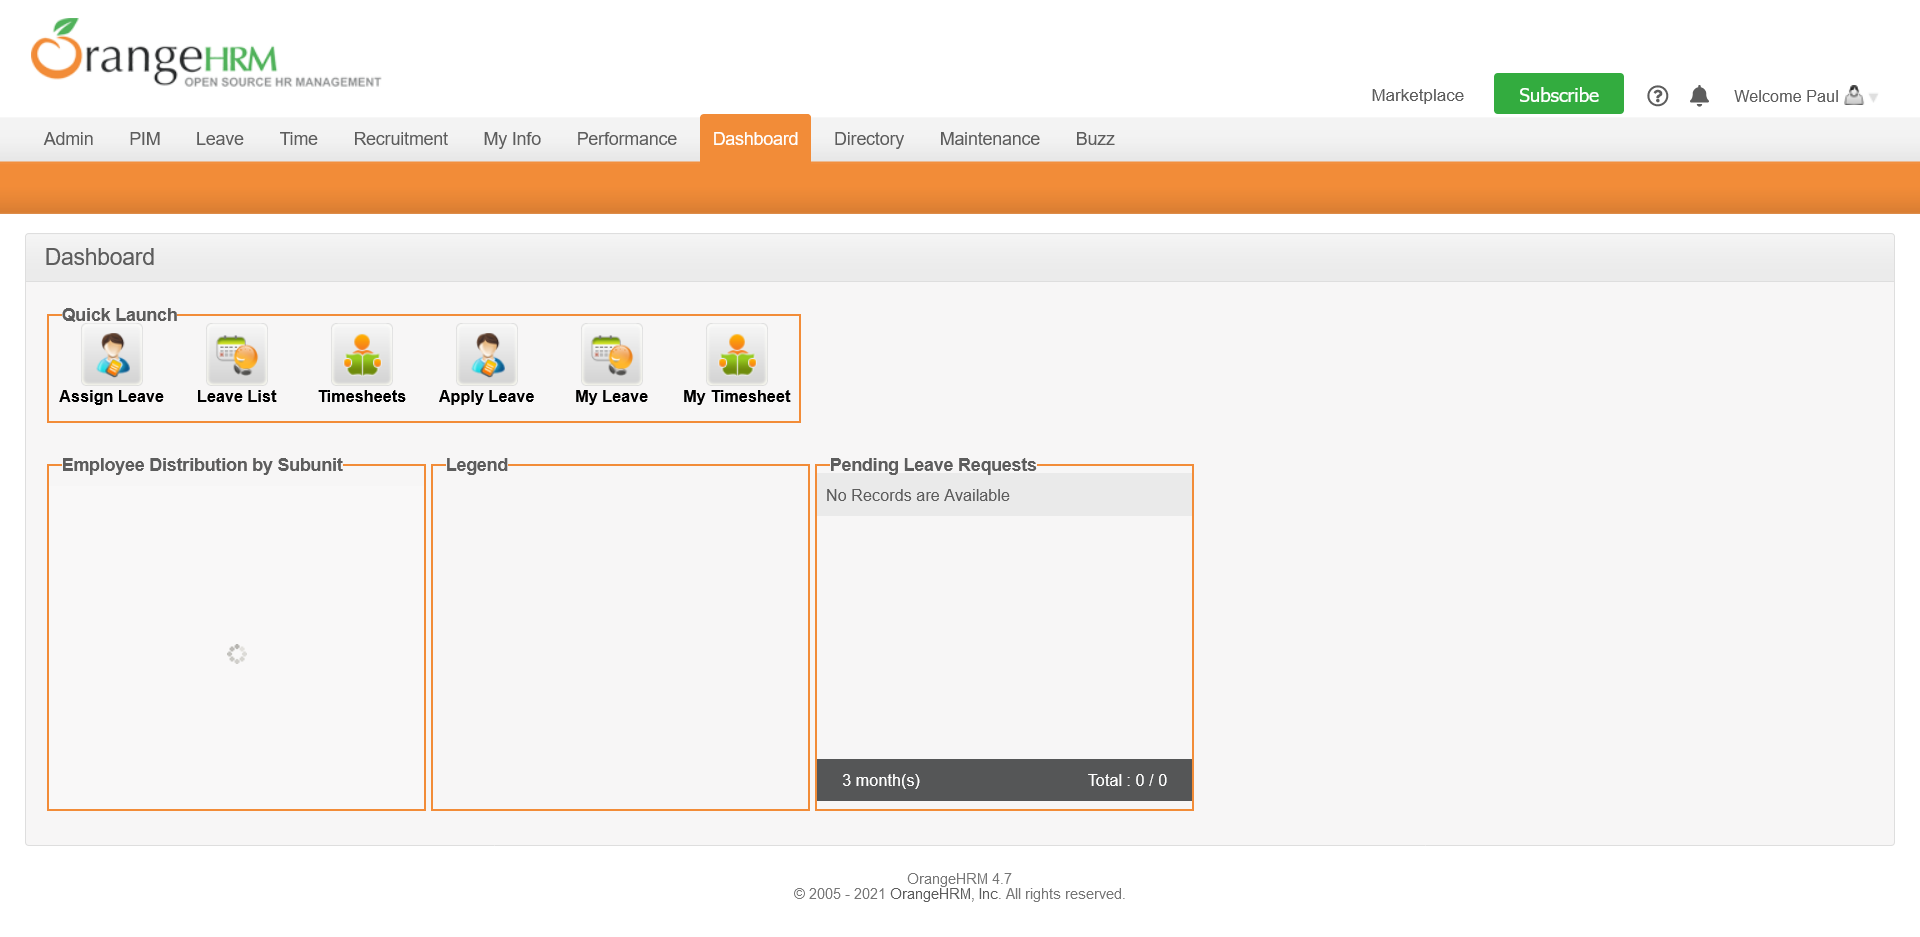 OrangeHRM
OPEN SOURCE HR MANAGEMENT
Marketplace
Subscribe
Welcome Paul
Admin
PIM
Leave
Time
Recruitment
My Info
Performance
Dashboard
Directory
Maintenance
Buzz
Dashboard
Quick Launch
Assign Leave
Leave List
Timesheets
Apply Leave
My Leave
My Timesheet
Employee Distribution by Subunit
Legend
Pending Leave Requests
No Records are Available
3 month(s)
Total : 0 / 0
OrangeHRM 4.7
© 2005 - 2021 OrangeHRM, Inc. All rights reserved.